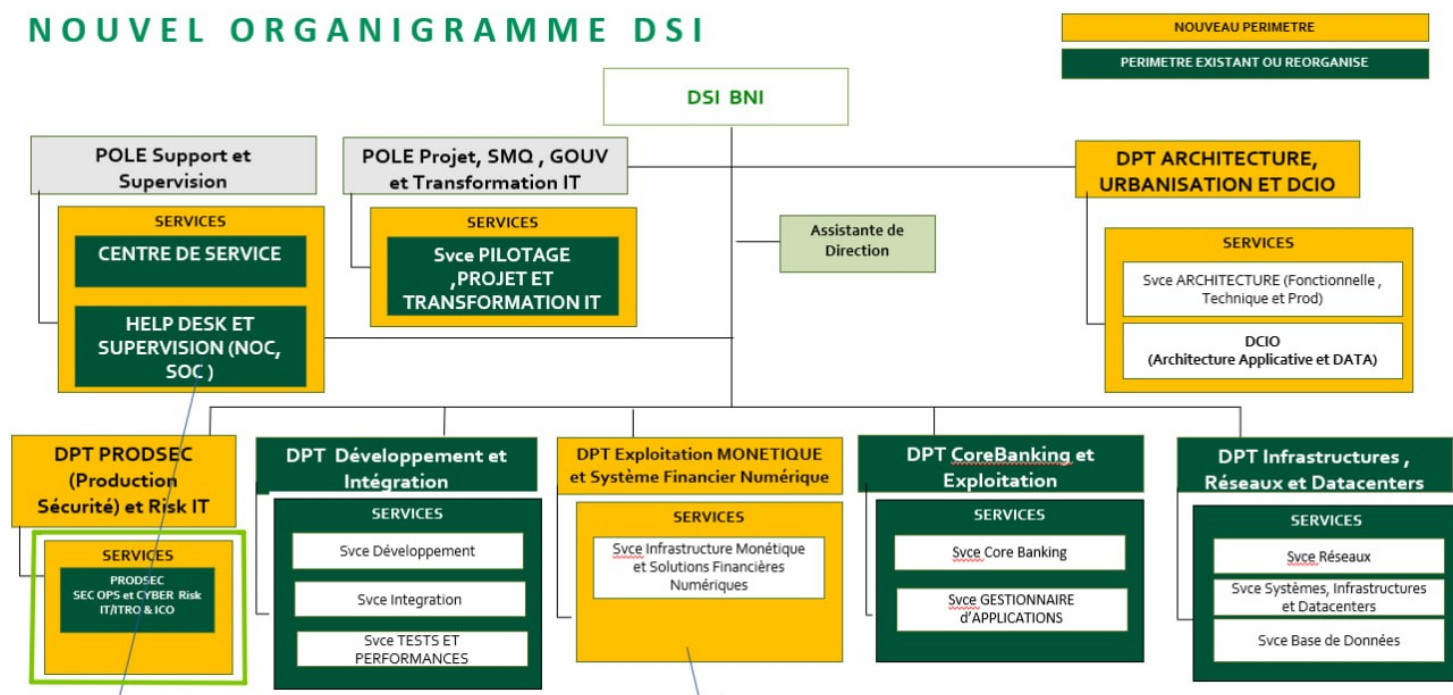 NOUVEL ORGANIGRAMME DSI
NOUVEAU PERIMETRE
PERIMETRE EXISTANT OU REORGANISE
DSI BNI
POLE Support et
Supervision
SERVICES
CENTRE DE SERVICE
HELP DESK ET
SUPERVISION (NOC,
SOC )
POLE Projet, SMQ , GOUV
et Transformation IT
SERVICES
Svce PILOTAGE
,PROJET ET
TRANSFORMATION IT
Assistante de
Direction
DPT ARCHITECTURE,
URBANISATION ET DCIO
SERVICES
Svce ARCHITECTURE (Fonctionnelle ,
Technique et Prod)
DCIO
(Architecture Applicative et DATA)
DPT PRODSEC
(Production
Sécurité) et Risk IT
SERVICES
PRODSEC
SEC OPS et CYBER Risk
IT/ITRO & ICO
DPT Développement et
Intégration
SERVICES
Svce Développement
Svce Integration
Svce TESTS ET
PERFORMANCES
DPT Exploitation MONETIQUE
et Système Financier Numérique
SERVICES
Svce Infrastructure Monétique
et Solutions Financières
Numériques
DPT CoreBanking et
Exploitation
SERVICES
Svce Core Banking
Svce GESTIONNAIRE
d'APPLICATIONS
DPT Infrastructures ,
Réseaux et Datacenters
SERVICES
Svce Réseaux
Svce Systèmes, Infrastructures
et Datacenters
Svce Base de Données